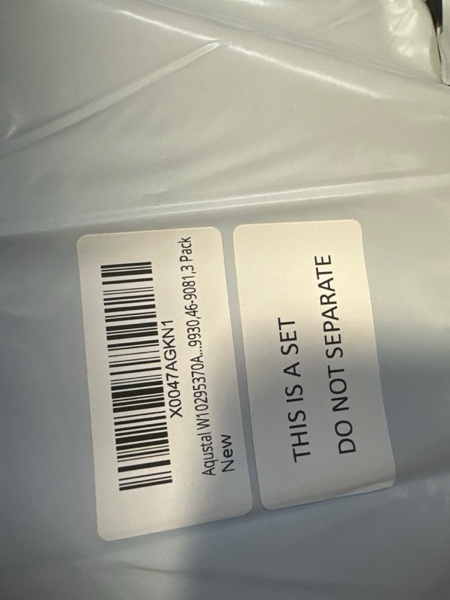 X0047AGKN1
Aqustal W10295370A...9930,46-9081,3 Pack
New
THIS IS A SET
DO NOT SEPARATE